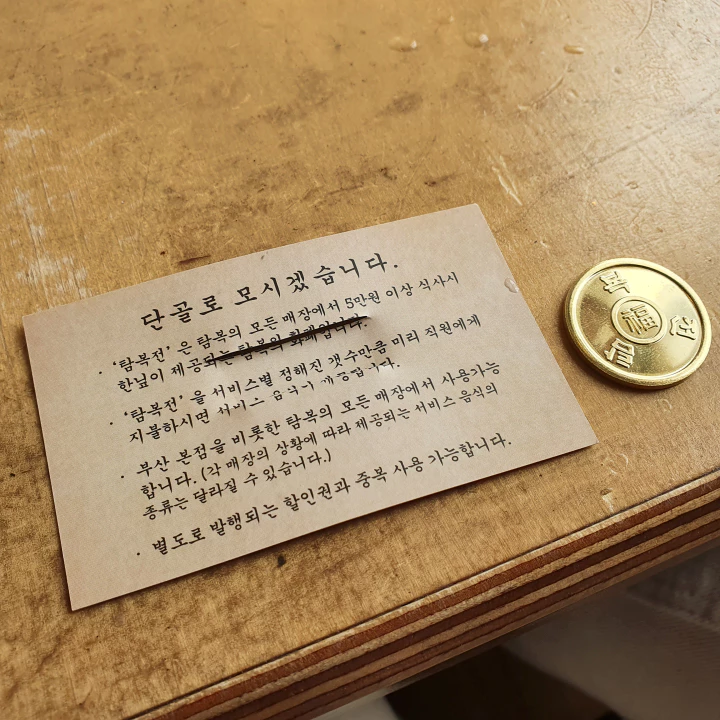 단골로 모시겠습니다.
· '탐복전' 은 탐복의 모든 매장에서 5만원 이상 식사시
한닢이 제공되는 탐복의 화폐입니다.
· '탐복전' 을 서비스별 정해진 갯수만큼 미리 직원에게
지불하시면 서비스 음식이
· 부산 본점을 비롯한 탐복의 모든 매장에서 사용가능
합니다. (각 매장의 상황에 따라 제공되는 서비스 음식의
종류는 달라질 수 있습니다.)
· 별도로 발행되는 할인권과 중복 사용 가능합니다.